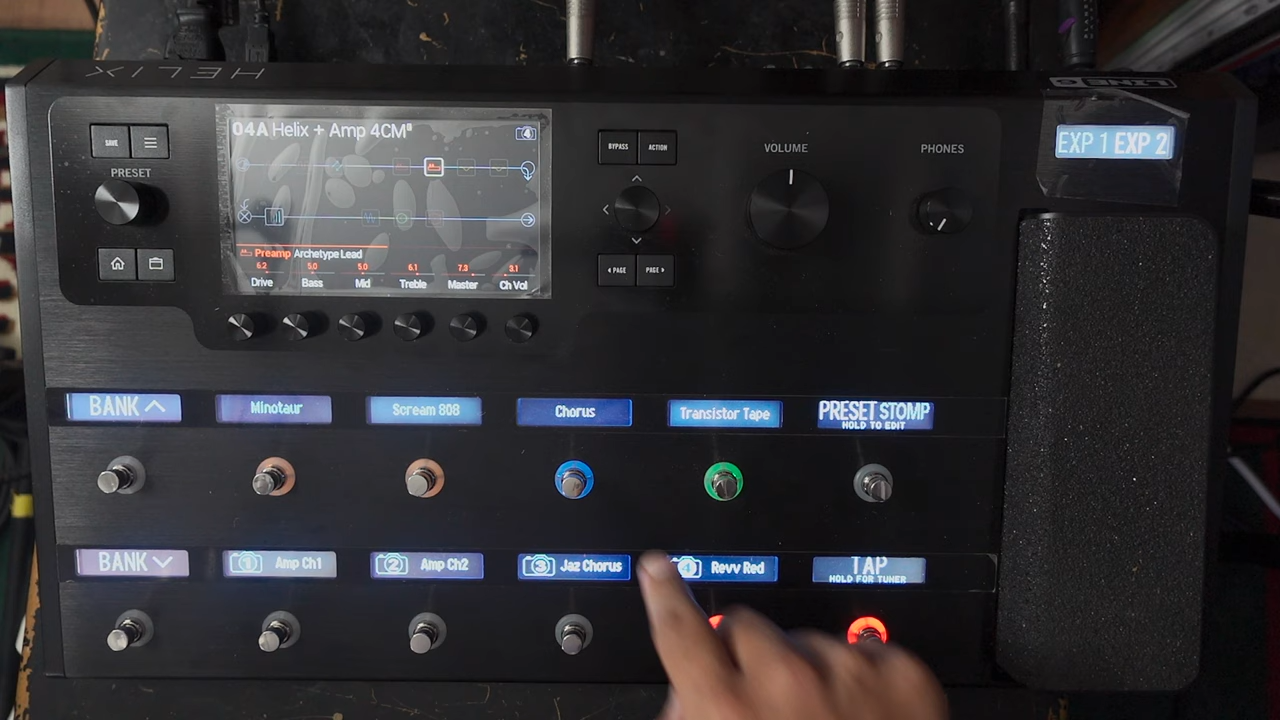 HELIX
LINE 6
SAVE
PRESET
04A Helix + Amp 4CM
4
Preamp Archetype Lead
6.2 5.0 5.0 6.1 7.3 3.1
Drive Bass Mid Treble Master Ch Vol
BYPASS ACTION
PAGE PAGE
VOLUME
PHONES
EXP 1 EXP 2
BANK
Minotaur
Scream 808
Chorus
Transistor Tape
PRESET STOMP
HOLD TO EDIT
BANK
1 Amp Ch1
2 Amp Ch2
3 Jaz Chorus
4 Revv Red
TAP
HOLD FOR TUNER